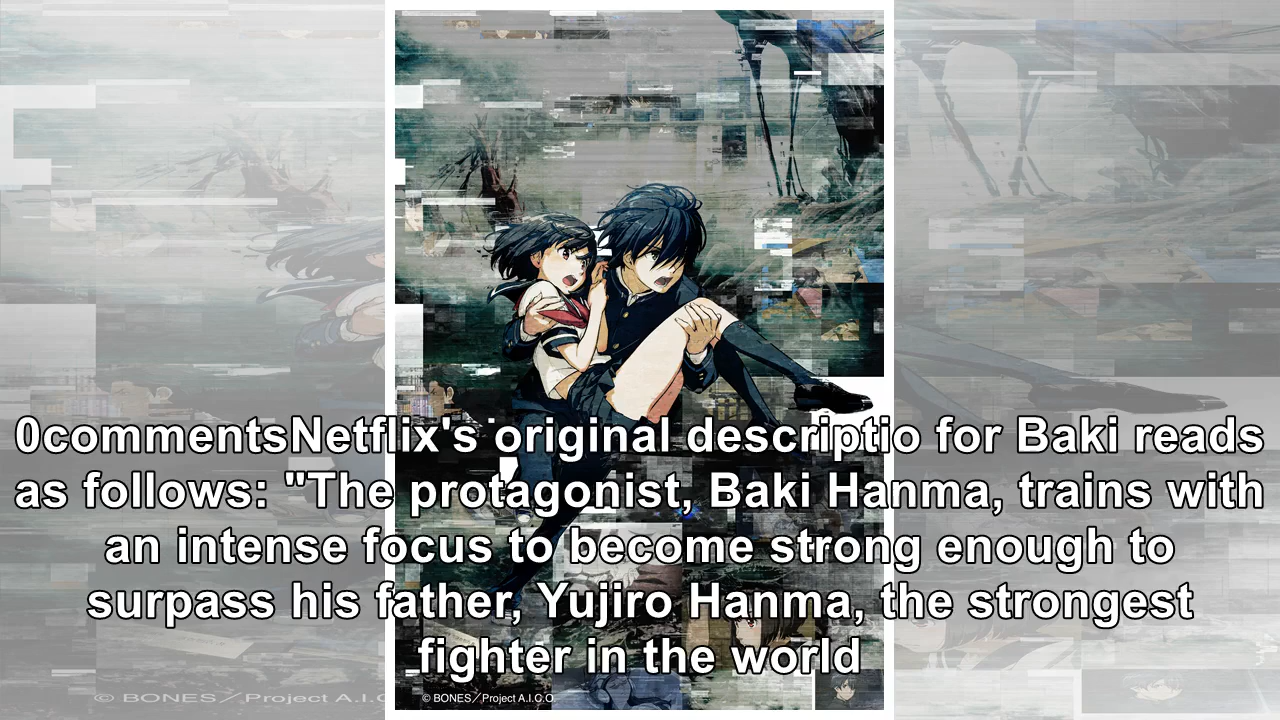 0commentsNetflix's original descriptio for Baki reads
as follows: "The protagonist, Baki Hanma, trains with
an intense focus to become strong enough to
surpass his father, Yujiro Hanma, the strongest
fighter in the world
© BONES／Project A.I.C
© BONES／Project A.I.C.O.